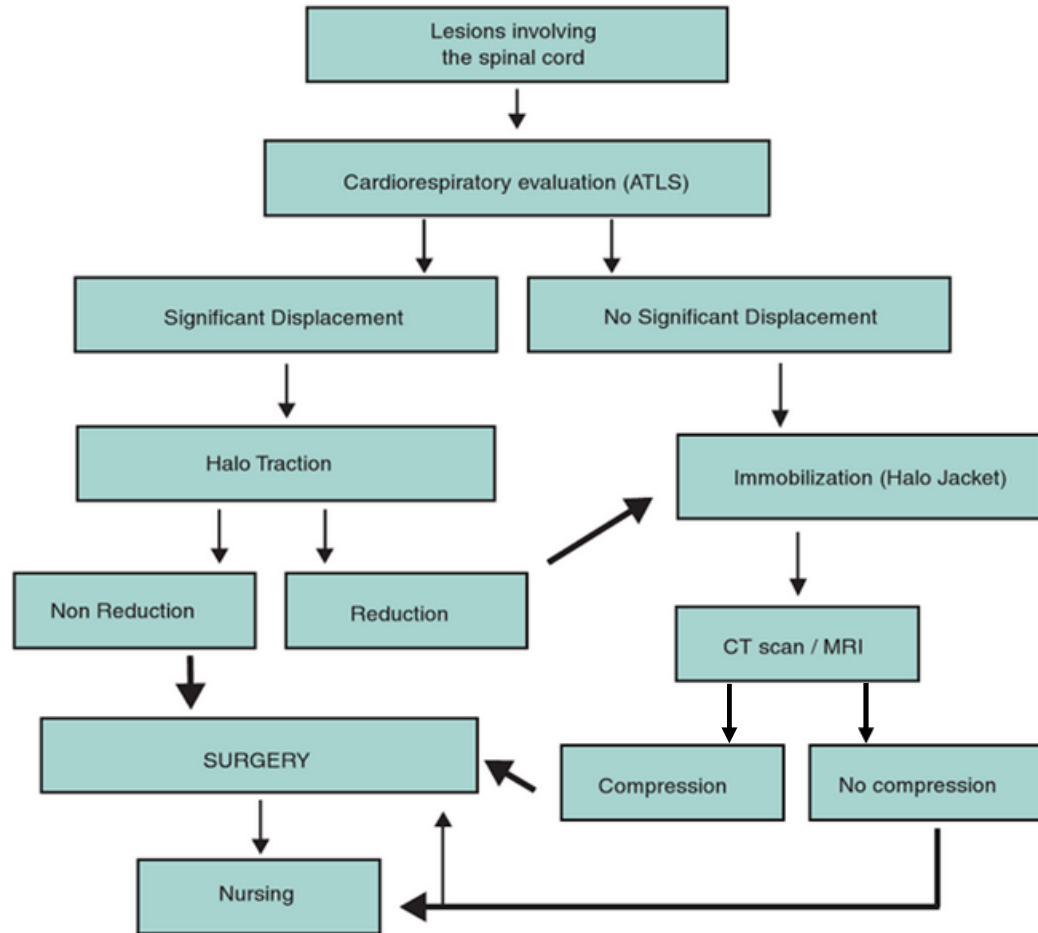 Lesions involving
the spinal cord
Cardiorespiratory evaluation (ATLS)
Significant Displacement
No Significant Displacement
Halo Traction
Immobilization (Halo Jacket)
Non Reduction
Reduction
CT scan / MRI
SURGERY
Compression
No compression
Nursing